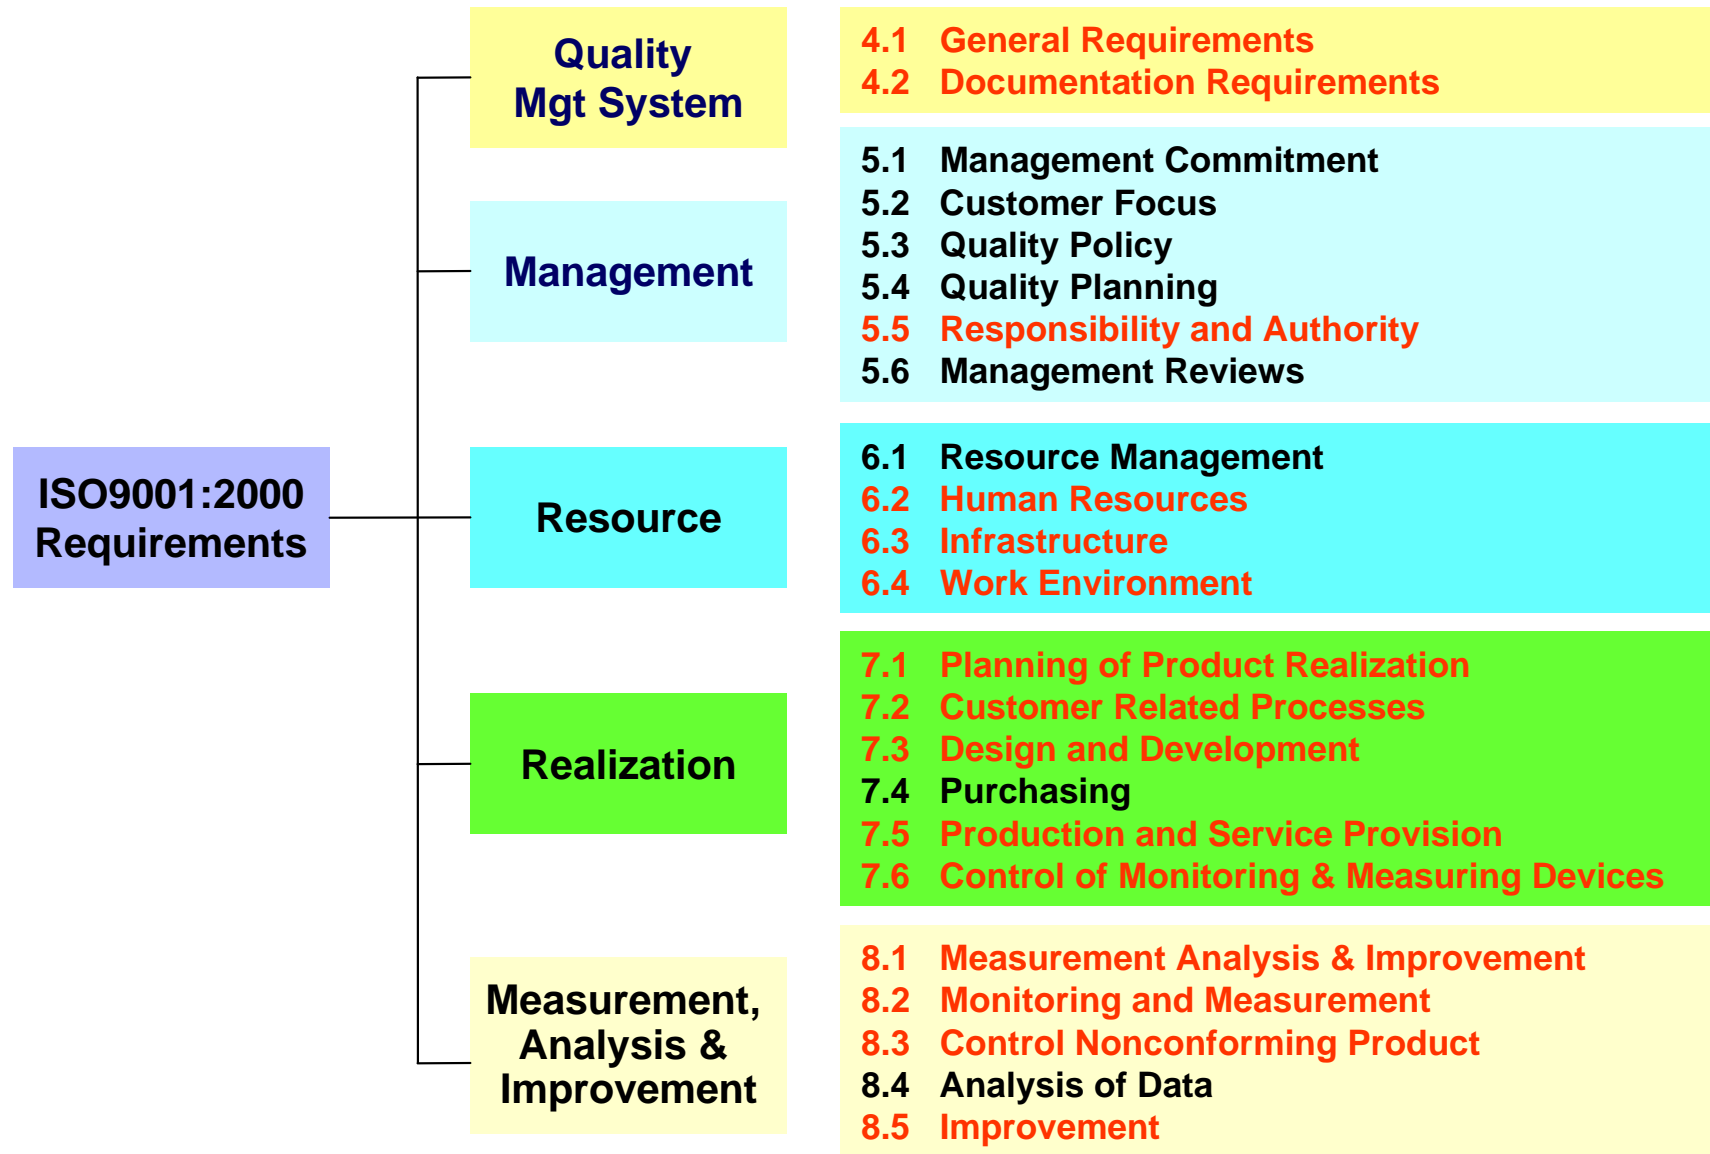 ISO9001:2000
Requirements
Quality
Mgt System
4.1 General Requirements
4.2 Documentation Requirements
Management
5.1 Management Commitment
5.2 Customer Focus
5.3 Quality Policy
5.4 Quality Planning
5.5 Responsibility and Authority
5.6 Management Reviews
Resource
6.1 Resource Management
6.2 Human Resources
6.3 Infrastructure
6.4 Work Environment
Realization
7.1 Planning of Product Realization
7.2 Customer Related Processes
7.3 Design and Development
7.4 Purchasing
7.5 Production and Service Provision
7.6 Control of Monitoring & Measuring Devices
Measurement,
Analysis &
Improvement
8.1 Measurement Analysis & Improvement
8.2 Monitoring and Measurement
8.3 Control Nonconforming Product
8.4 Analysis of Data
8.5 Improvement